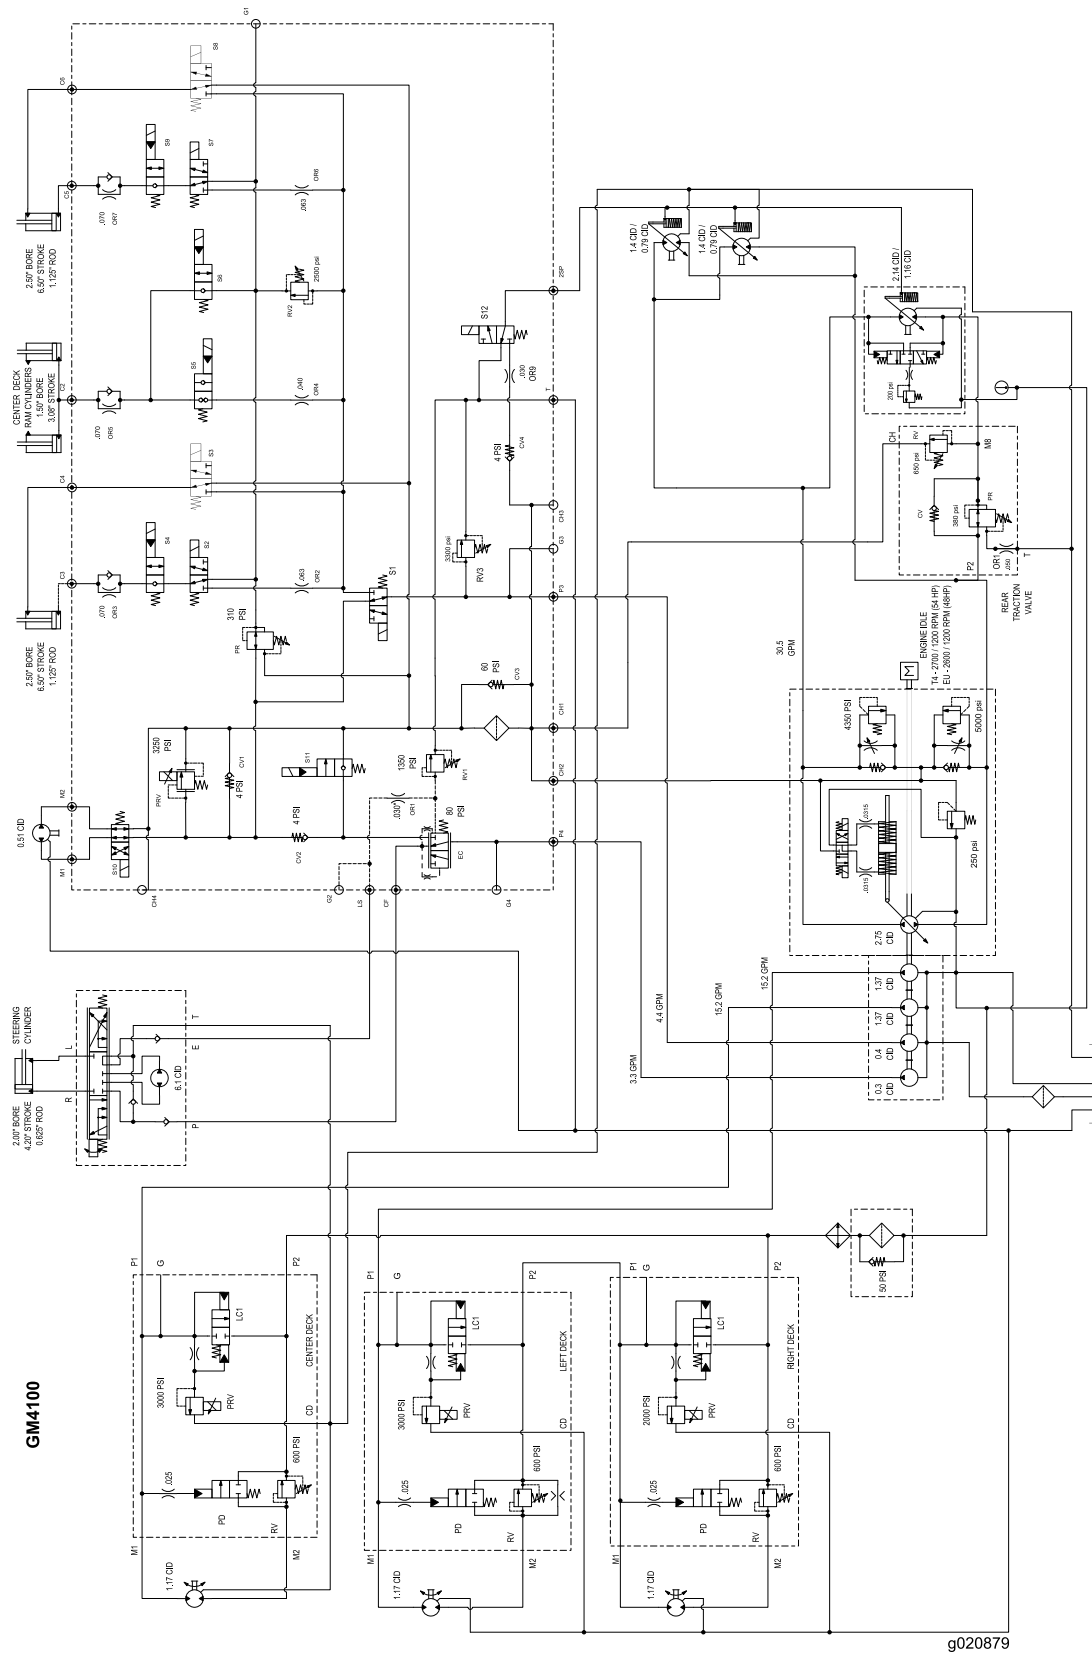 GM4100
2.50" BORE
6.50" STROKE
1.125" ROD
CENTER DECK
RAM CYLINDERS
1.50" BORE
3.08" STROKE
2.50" BORE
6.50" STROKE
1.125" ROD
0.51 CID
G1
C6
S8
C5
.070
OR7
S9
S7
.063
OR6
S6
RV2
2500 psi
C2
.070
OR5
S5
.040
OR4
C4
S3
C3
.070
OR3
S4
S2
.063
OR2
310
PSI
PR
S1
S12
2SP
.030
OR9
T
4 PSI
CV4
CH3
G3
3300 psi
RV3
P3
60
PSI
CV3
CH1
CH2
M2
M1
S10
CH4
3250
PSI
PRV
CV1
4 PSI
S11
4 PSI
CV2
1350
PSI
RV1
.030"
OR1
80
PSI
EC
P4
G2
LS
CF
G4
1.4 CID /
0.79 CID
1.4 CID /
0.79 CID
2.14 CID /
1.16 CID
200 psi
CH
RV
650 psi
M8
CV
380 psi
PR
P2
OR1
.050
T
REAR
TRACTION
VALVE
30.5
GPM
ENGINE IDLE
T4 - 2700 / 1200 RPM (54 HP)
EU - 2600 / 1200 RPM (48HP)
M
4350 PSI
5000 psi
.0315
.0315
250 psi
2.75
CID
1.37
CID
1.37
CID
0.4
CID
0.3
CID
15.2 GPM
15.2 GPM
4.4 GPM
3.3 GPM
STEERING
CYLINDER
2.00" BORE
4.20" STROKE
0.625" ROD
L
R
T
E
P
6.1 CID
50 PSI
P1
G
P2
LC1
3000 PSI
PRV
CENTER DECK
CD
.025
600 PSI
PD
RV
M1
M2
1.17 CID
P1
G
P2
LC1
3000 PSI
PRV
LEFT DECK
CD
.025
600 PSI
PD
RV
M1
M2
1.17 CID
P1
G
P2
LC1
2000 PSI
PRV
RIGHT DECK
CD
.025
600 PSI
PD
RV
M1
M2
1.17 CID
g020879